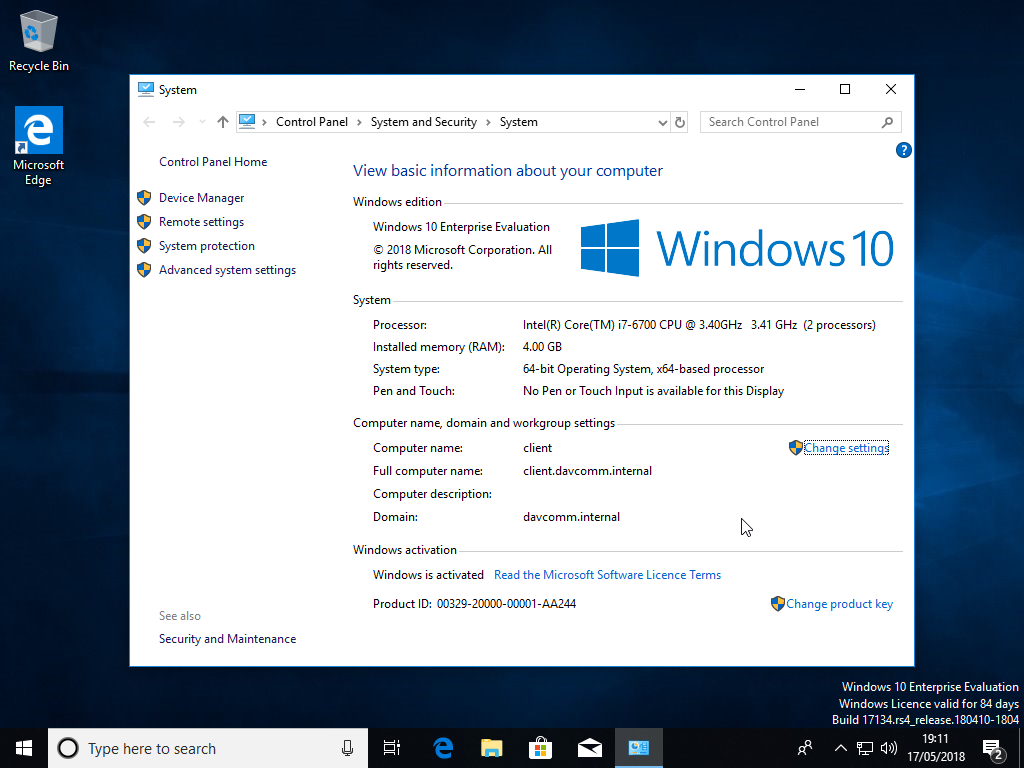 Recycle Bin
Microsoft
Edge
System
Control Panel
System and Security
System
Search Control Panel
?
Control Panel Home
Device Manager
Remote settings
System protection
Advanced system settings
See also
Security and Maintenance
View basic information about your computer
Windows edition
Windows 10 Enterprise Evaluation
© 2018 Microsoft Corporation. All
rights reserved.
Windows 10
System
Processor: Intel(R) Core(TM) i7-6700 CPU @ 3.40GHz 3.41 GHz (2 processors)
Installed memory (RAM): 4.00 GB
System type: 64-bit Operating System, x64-based processor
Pen and Touch: No Pen or Touch Input is available for this Display
Computer name, domain and workgroup settings
Computer name: client Change settings
Full computer name: client.davcomm.internal
Computer description:
Domain: davcomm.internal
Windows activation
Windows is activated Read the Microsoft Software Licence Terms
Product ID: 00329-20000-00001-AA244 Change product key
Windows 10 Enterprise Evaluation
Windows Licence valid for 84 days
Build 17134.rs4_release.180410-1804
Type here to search
19:11
17/05/2018
2